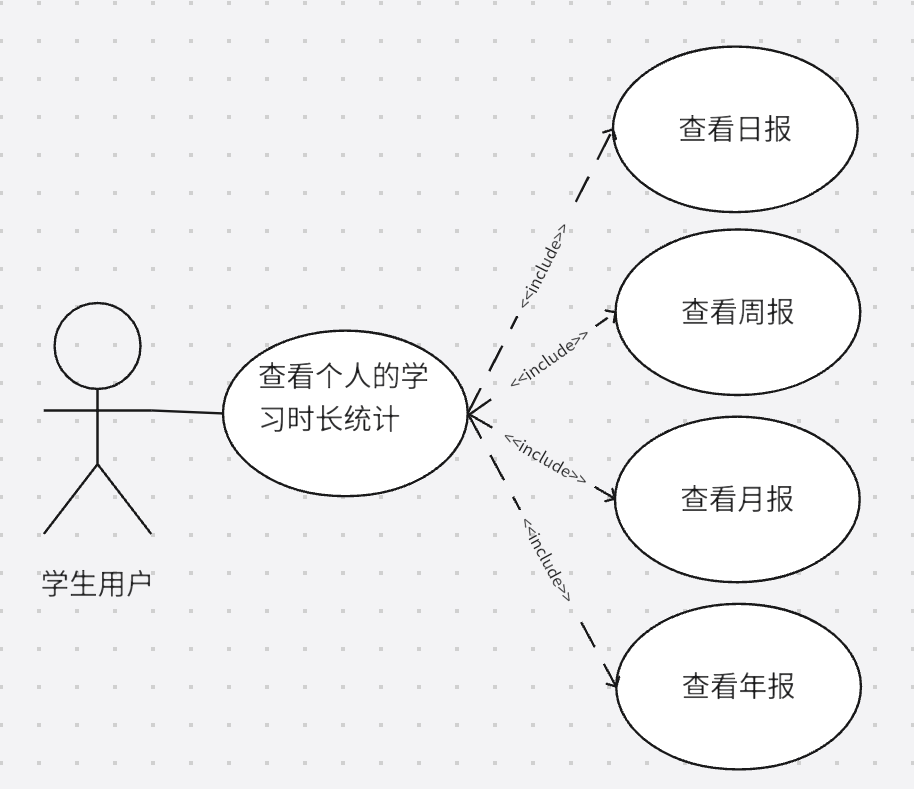 查看日报
<<include>>
查看周报
<<include>>
查看个人的学
习时长统计
<<include>>
查看月报
<<include>>
学生用户
查看年报